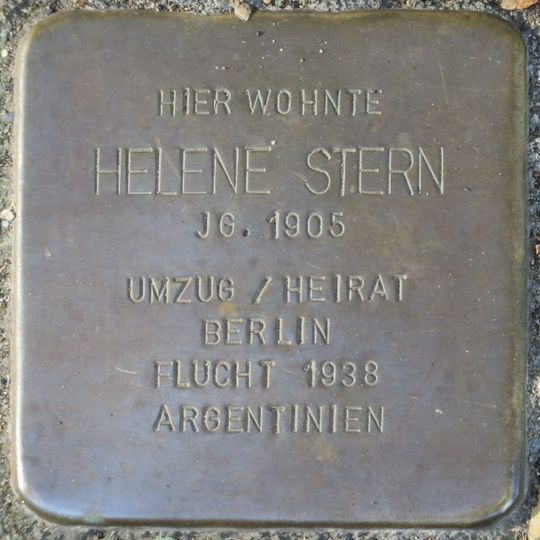 HIER WOHNTE
HELENE STERN
JG. 1905
UMZUG / HEIRAT
BERLIN
FLUCHT 1938
ARGENTINIEN